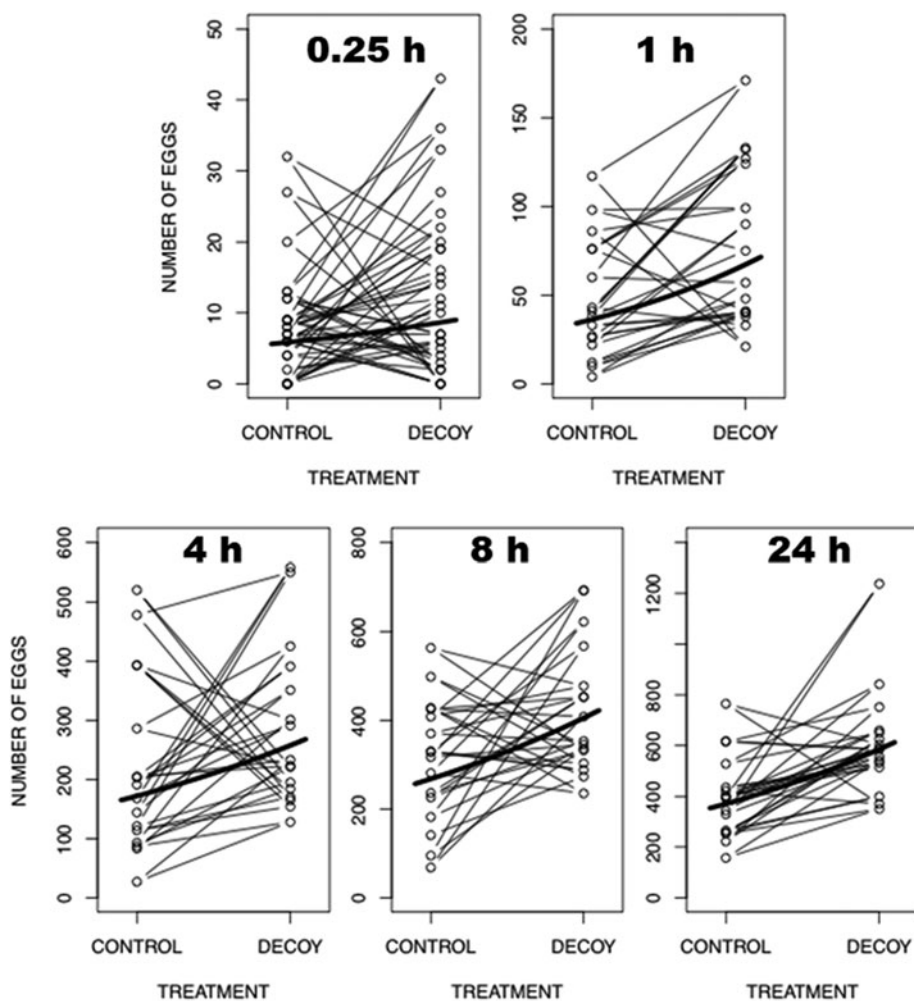 0.25 h
NUMBER OF EGGS
50
40
30
20
10
0
CONTROL DECOY
TREATMENT
1 h
200
150
100
50
0
CONTROL DECOY
TREATMENT
4 h
NUMBER OF EGGS
600
500
400
300
200
100
0
CONTROL DECOY
TREATMENT
8 h
800
600
400
200
0
CONTROL DECOY
TREATMENT
24 h
1200
800
600
400
200
0
CONTROL DECOY
TREATMENT